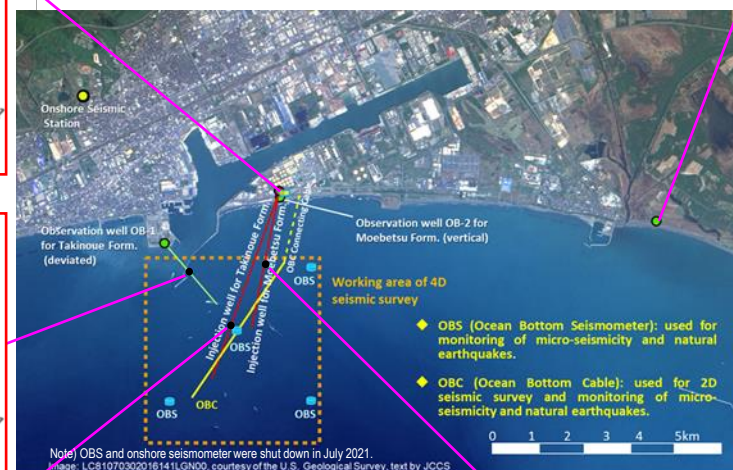 Onshore Seismic
Station
Observation well OB-1
for Takinoue Form.
(deviated)
Injection well for Takinoue Form.
Injection well for Moebetsu Form.
OBC Connecting Cable
Observation well OB-2 for
Moebetsu Form. (vertical)
OBS
Working area of 4D
seismic survey
OBS
OBC
OBS
OBS
◆ OBS (Ocean Bottom Seismometer): used for
monitoring of micro-seismicity and natural
earthquakes.
◆ OBC (Ocean Bottom Cable): used for 2D
seismic survey and monitoring of micro-
seismicity and natural earthquakes.
0 1 2 3 4 5km
Note) OBS and onshore seismometer were shut down in July 2021.
Image: LC81070302016141LGN00, courtesy of the U.S. Geological Survey, text by JCCS